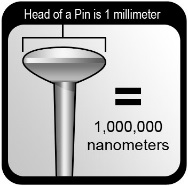 Head of a Pin is 1 millimeter
=
1,000,000
nanometers